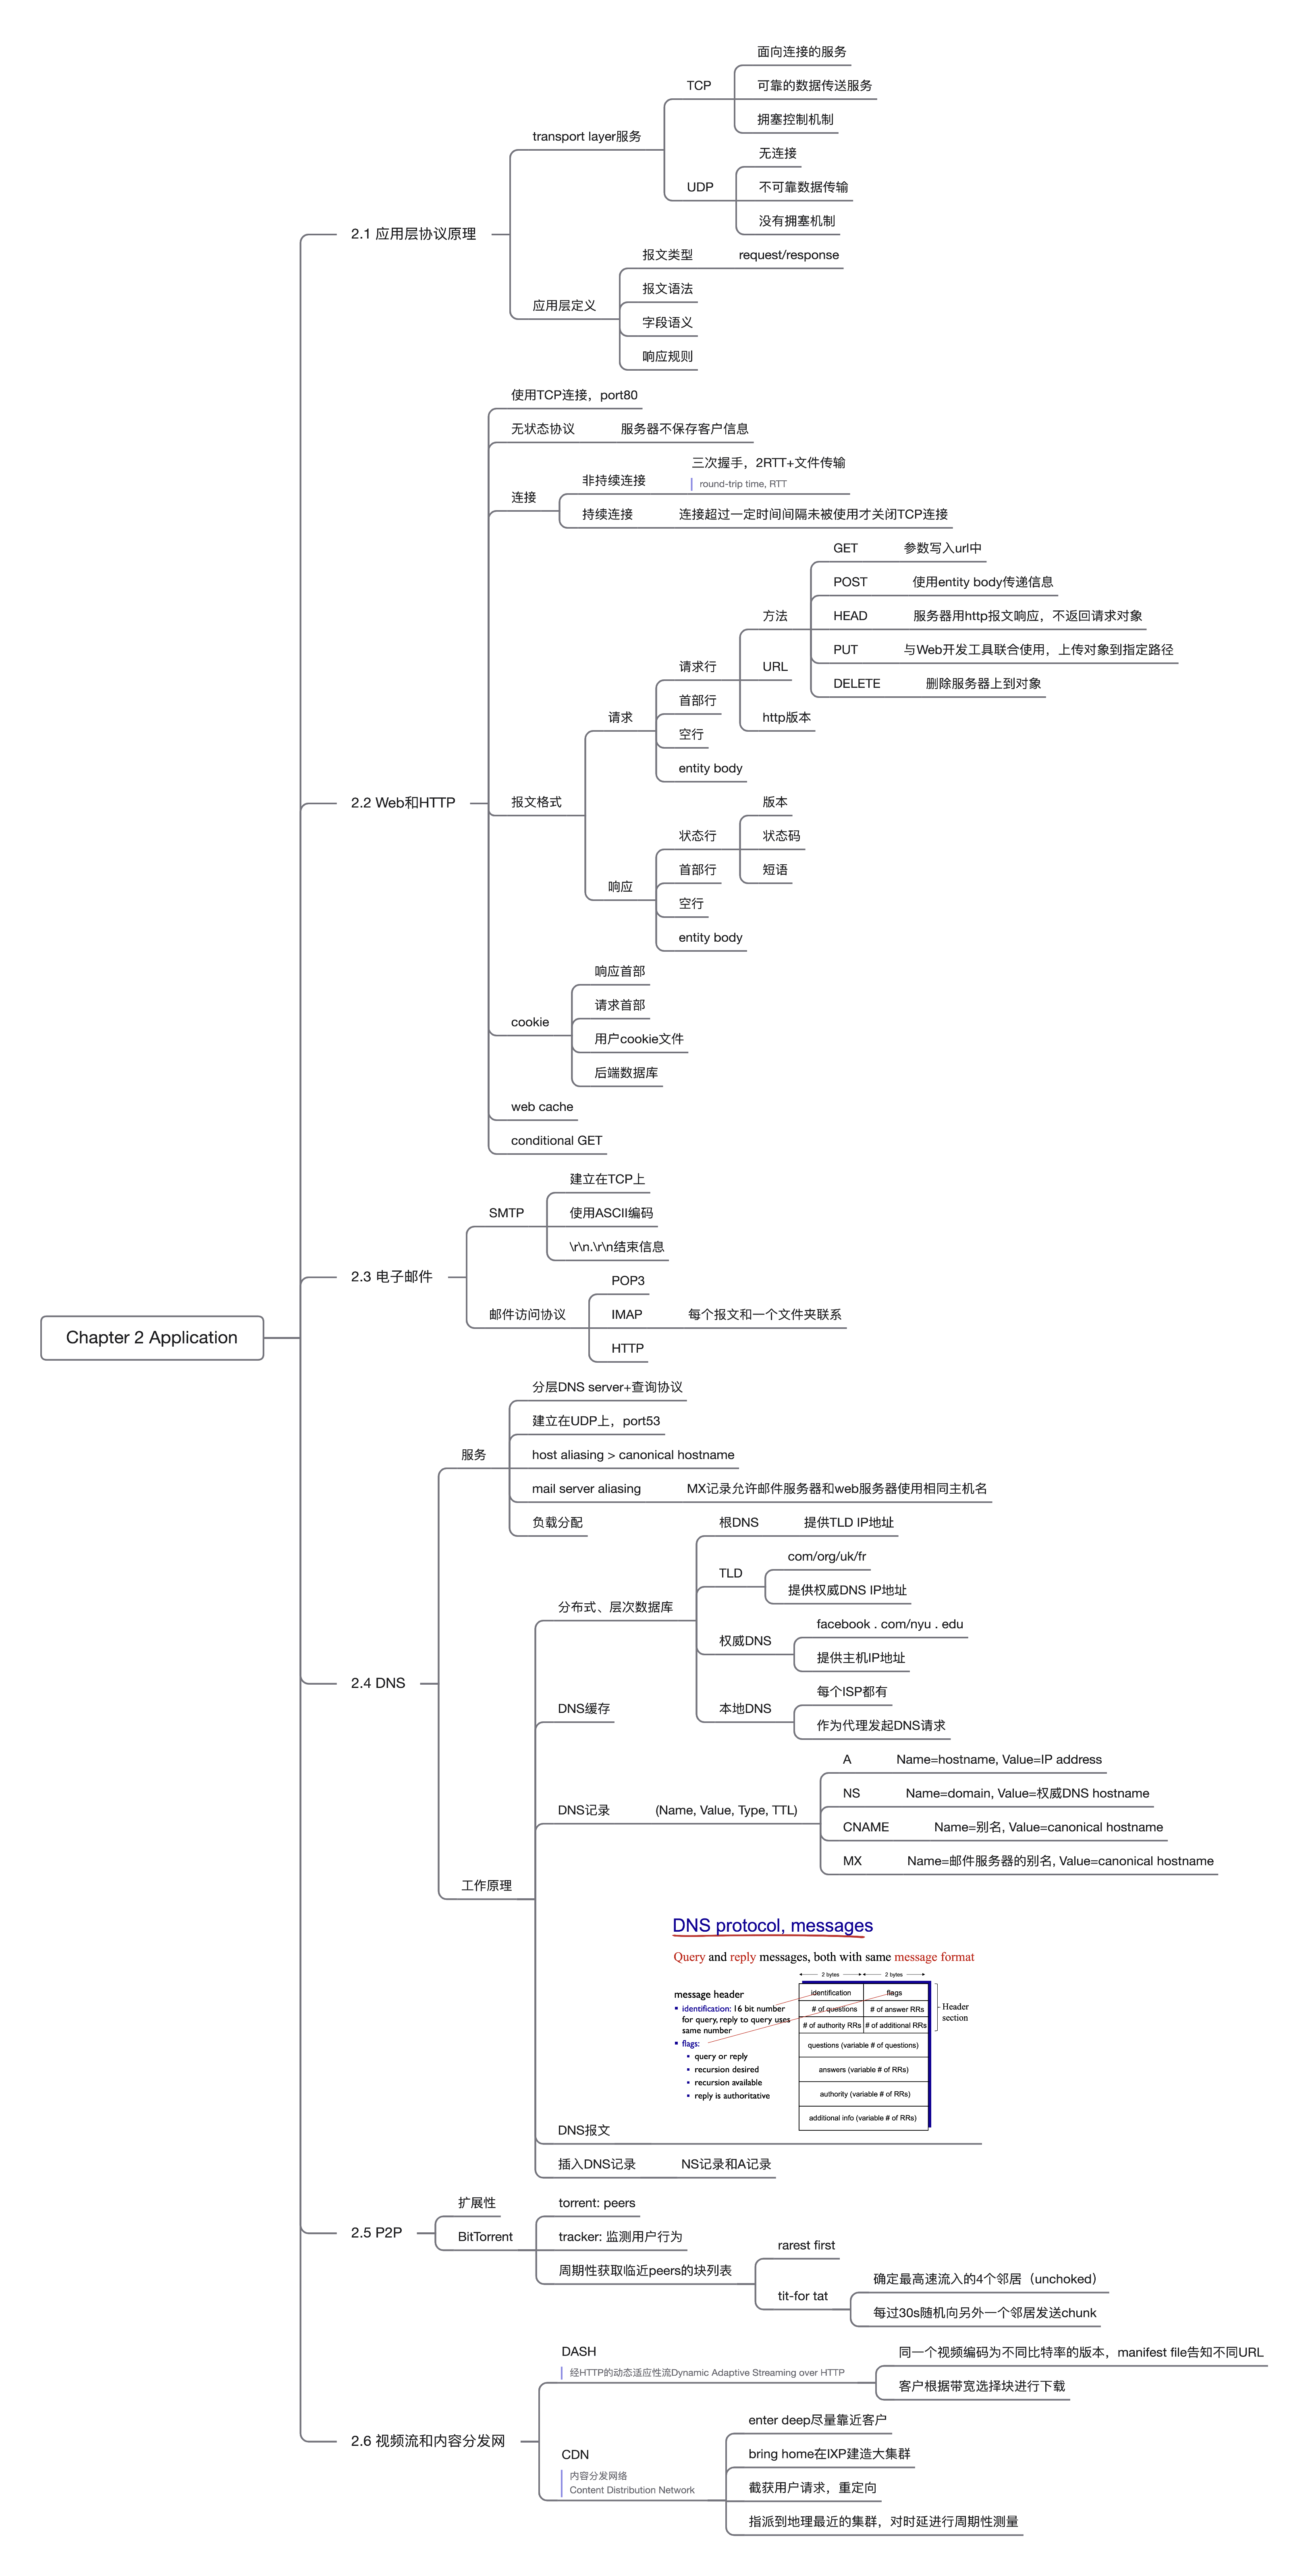 Chapter 2 Application
2.1 应用层协议原理
transport layer服务
TCP
面向连接的服务
可靠的数据传送服务
拥塞控制机制
UDP
无连接
不可靠数据传输
没有拥塞机制
应用层定义
报文类型
request/response
报文语法
字段语义
响应规则
2.2 Web和HTTP
使用TCP连接，port80
无状态协议
服务器不保存客户信息
连接
非持续连接
三次握手，2RTT+文件传输
round-trip time, RTT
持续连接
连接超过一定时间间隔未被使用才关闭TCP连接
报文格式
请求
请求行
方法
GET
参数写入url中
POST
使用entity body传递信息
HEAD
服务器用http报文响应，不返回请求对象
PUT
与Web开发工具联合使用，上传对象到指定路径
DELETE
删除服务器上到对象
URL
http版本
首部行
空行
entity body
响应
状态行
版本
状态码
短语
首部行
空行
entity body
cookie
响应首部
请求首部
用户cookie文件
后端数据库
web cache
conditional GET
2.3 电子邮件
SMTP
建立在TCP上
使用ASCII编码
\r\n.\r\n结束信息
邮件访问协议
POP3
IMAP
每个报文和一个文件夹联系
HTTP
2.4 DNS
服务
分层DNS server+查询协议
建立在UDP上，port53
host aliasing > canonical hostname
mail server aliasing
MX记录允许邮件服务器和web服务器使用相同主机名
负载分配
工作原理
分布式、层次数据库
根DNS
提供TLD IP地址
TLD
com/org/uk/fr
提供权威DNS IP地址
权威DNS
facebook . com/nyu . edu
提供主机IP地址
本地DNS
每个ISP都有
作为代理发起DNS请求
DNS缓存
DNS记录
(Name, Value, Type, TTL)
A
Name=hostname, Value=IP address
NS
Name=domain, Value=权威DNS hostname
CNAME
Name=别名, Value=canonical hostname
MX
Name=邮件服务器的别名, Value=canonical hostname
DNS报文
DNS protocol, messages
Query and reply messages, both with same message format
message header
identification: 16 bit number
for query, reply to query uses
same number
flags:
query or reply
recursion desired
recursion available
reply is authoritative
2 bytes
2 bytes
identification
flags
# of questions
# of answer RRs
# of authority RRs
# of additional RRs
questions (variable # of questions)
answers (variable # of RRs)
authority (variable # of RRs)
additional info (variable # of RRs)
Header
section
插入DNS记录
NS记录和A记录
2.5 P2P
扩展性
BitTorrent
torrent: peers
tracker: 监测用户行为
周期性获取临近peers的块列表
rarest first
tit-for tat
确定最高速流入的4个邻居（unchoked）
每过30s随机向另外一个邻居发送chunk
2.6 视频流和内容分发网
DASH
经HTTP的动态适应性流Dynamic Adaptive Streaming over HTTP
同一个视频编码为不同比特率的版本，manifest file告知不同URL
客户根据带宽选择块进行下载
CDN
内容分发网络
Content Distribution Network
enter deep尽量靠近客户
bring home在IXP建造大集群
截获用户请求，重定向
指派到地理最近的集群，对时延进行周期性测量